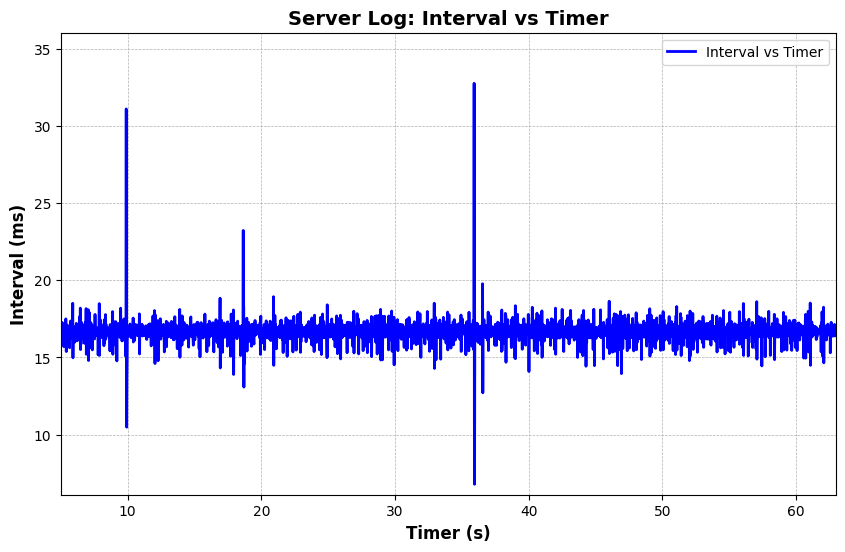 Server Log: Interval vs Timer
Interval vs Timer
35
30
25
20
15
10
Interval (ms)
10 20 30 40 50 60
Timer (s)